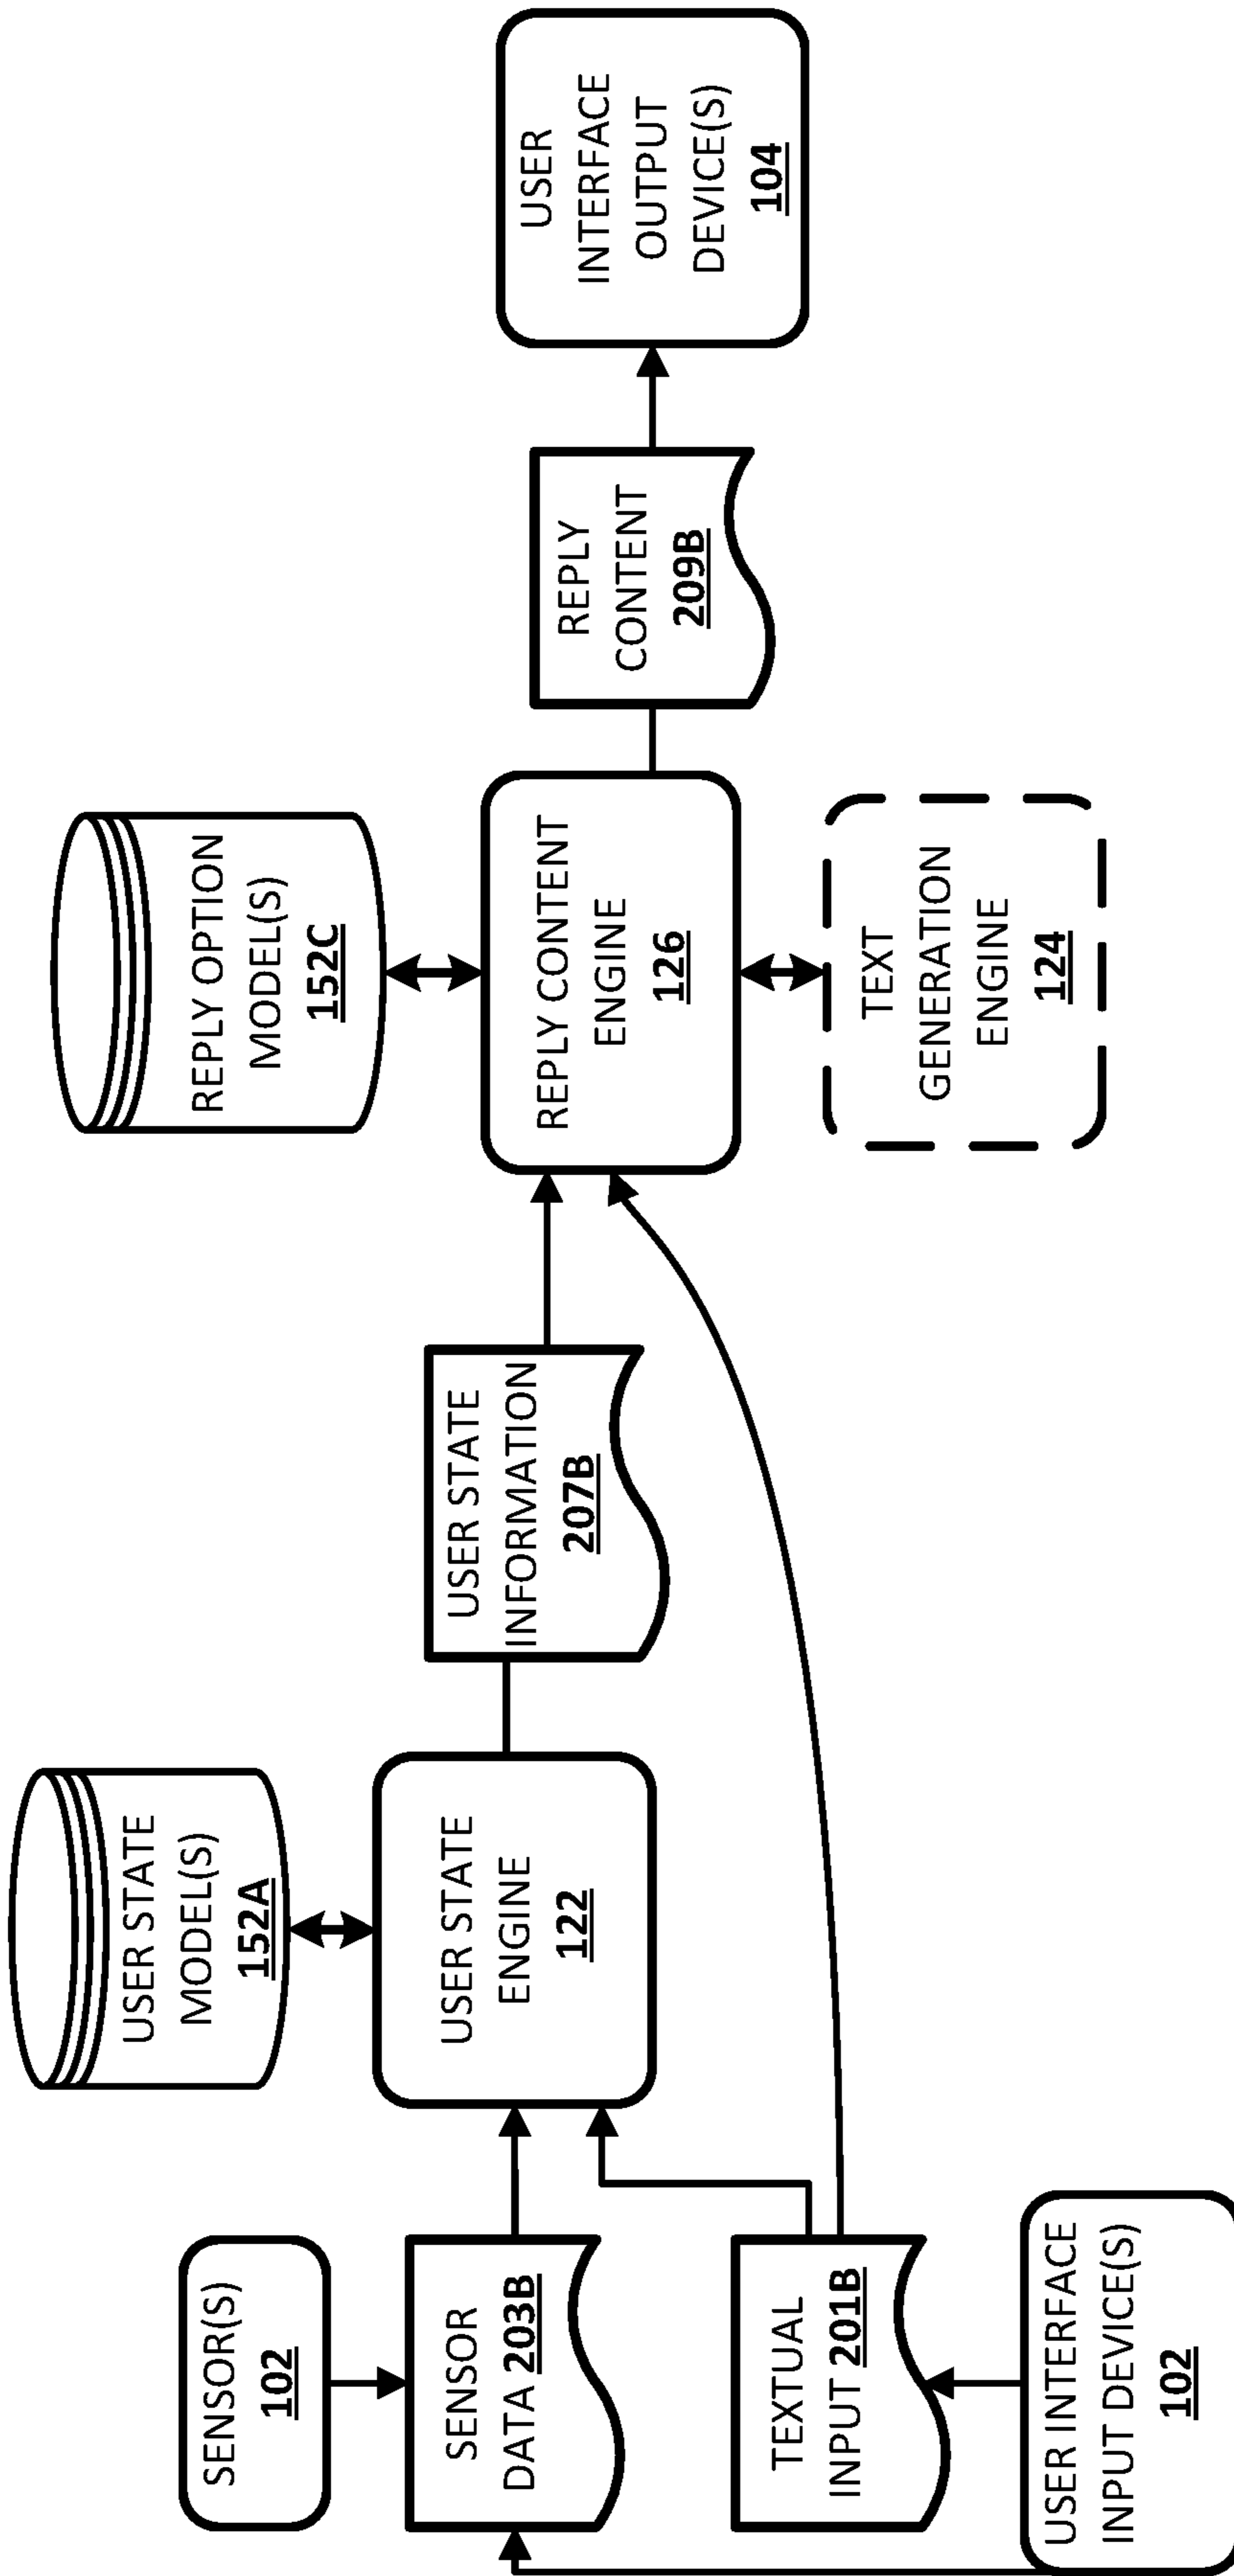 USER STATE
MODEL(S)
152A
REPLY OPTION
MODEL(S)
152C
SENSOR(S)
102
SENSOR
DATA 203B
USER STATE
ENGINE
122
USER STATE
INFORMATION
207B
REPLY CONTENT
ENGINE
126
REPLY
CONTENT
209B
USER
INTERFACE
OUTPUT
DEVICE(S)
104
TEXTUAL
INPUT 201B
TEXT
GENERATION
ENGINE
124
USER INTERFACE
INPUT DEVICE(S)
102